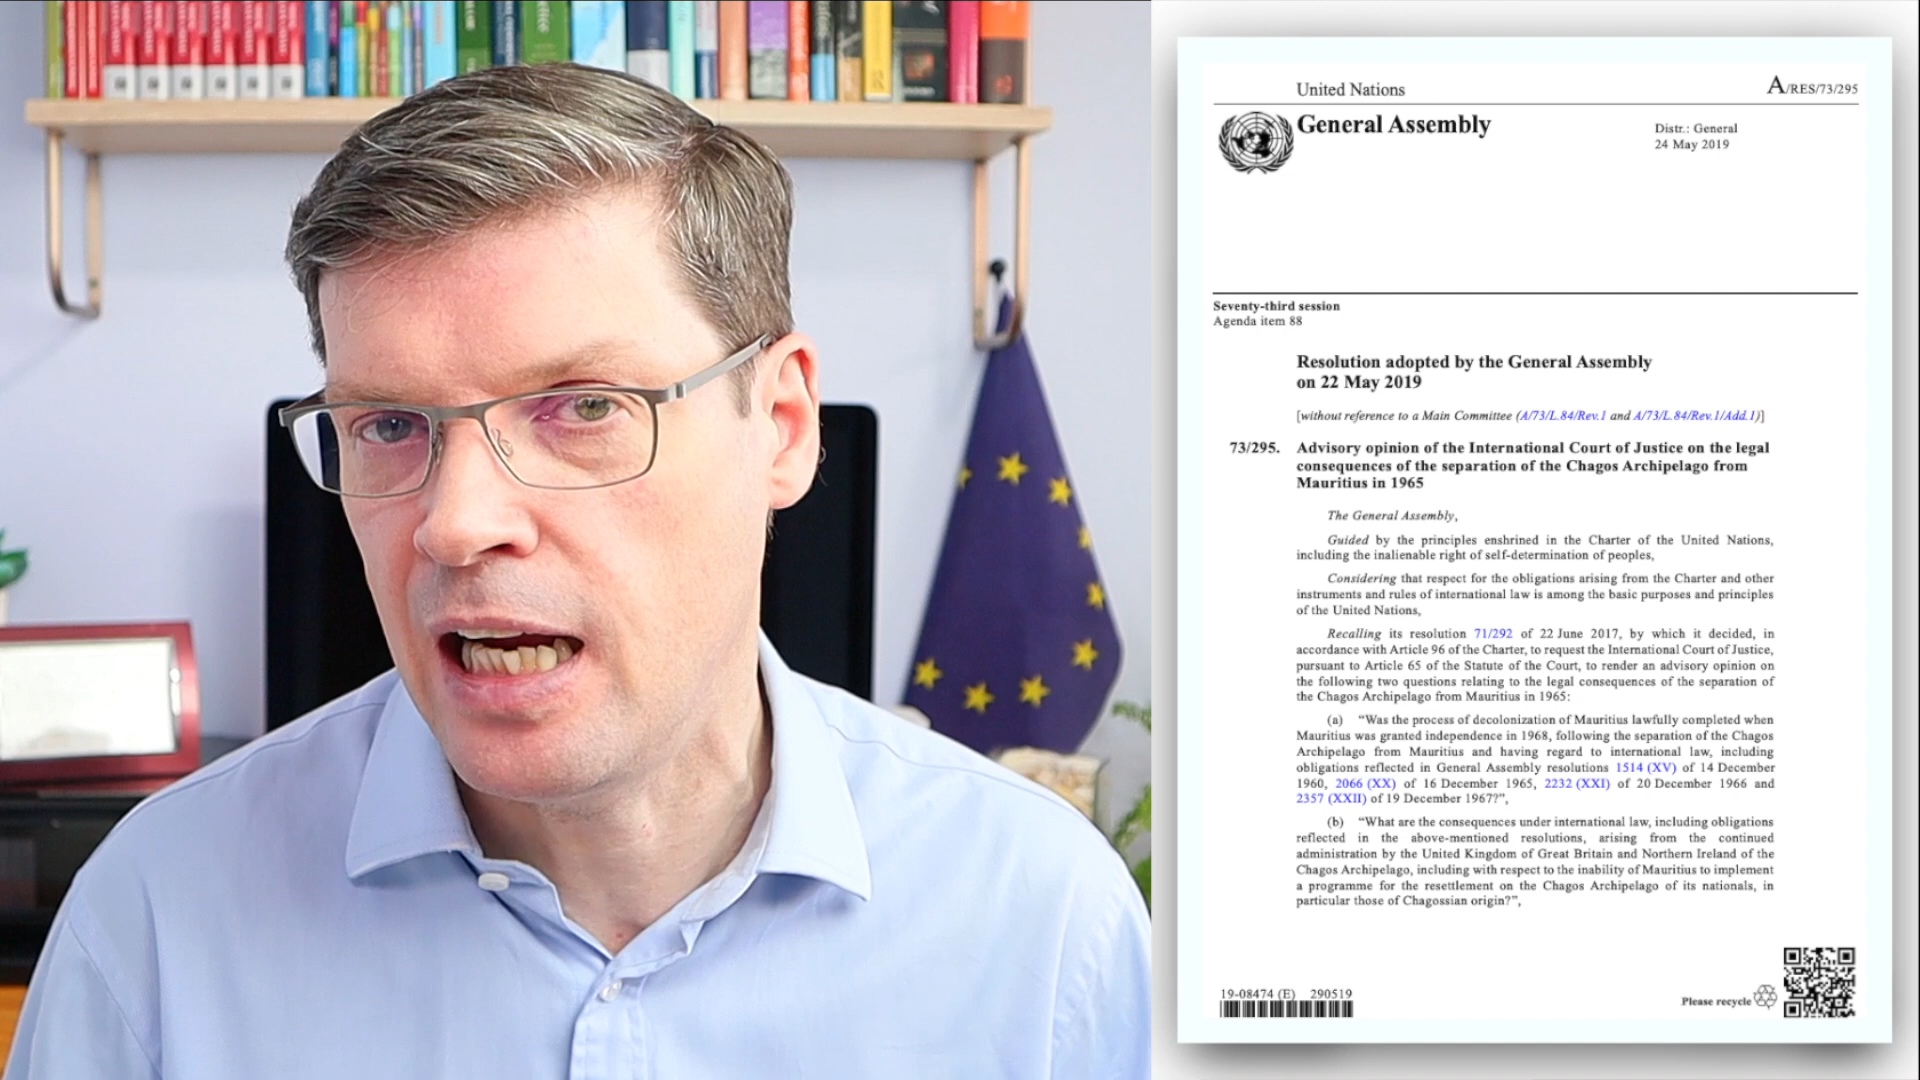 United Nations
A/RES/73/295
General Assembly
Distr.: General
24 May 2019
Seventy-third session
Agenda item 88
Resolution adopted by the General Assembly
on 22 May 2019
[without reference to a Main Committee (A/73/L.84/Rev.1 and A/73/L.84/Rev.1/Add.1)]
73/295. Advisory opinion of the International Court of Justice on the legal
consequences of the separation of the Chagos Archipelago from
Mauritius in 1965
The General Assembly,
Guided by the principles enshrined in the Charter of the United Nations,
including the inalienable right of self-determination of peoples,
Considering that respect for the obligations arising from the Charter and other
instruments and rules of international law is among the basic purposes and principles
of the United Nations,
Recalling its resolution 71/292 of 22 June 2017, by which it decided, in
accordance with Article 96 of the Charter, to request the International Court of Justice,
pursuant to Article 65 of the Statute of the Court, to render an advisory opinion on
the following two questions relating to the legal consequences of the separation of
the Chagos Archipelago from Mauritius in 1965:
(a) “Was the process of decolonization of Mauritius lawfully completed when
Mauritius was granted independence in 1968, following the separation of the Chagos
Archipelago from Mauritius and having regard to international law, including
obligations reflected in General Assembly resolutions 1514 (XV) of 14 December
1960, 2066 (XX) of 16 December 1965, 2232 (XXI) of 20 December 1966 and
2357 (XXII) of 19 December 1967?”,
(b) “What are the consequences under international law, including obligations
reflected in the above-mentioned resolutions, arising from the continued
administration by the United Kingdom of Great Britain and Northern Ireland of the
Chagos Archipelago, including with respect to the inability of Mauritius to implement
a programme for the resettlement on the Chagos Archipelago of its nationals, in
particular those of Chagossian origin?”,
19-08474 (E) 290519
Please recycle